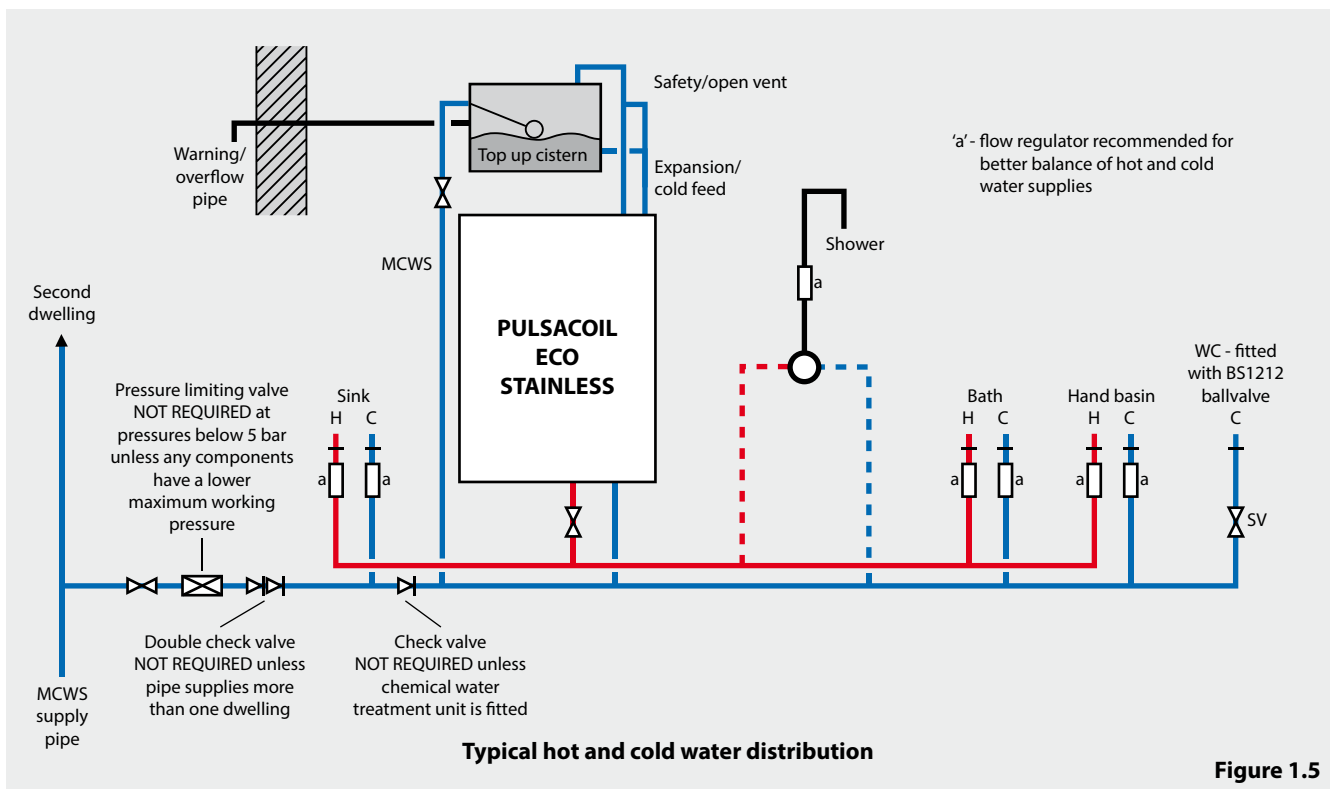 Safety/open vent
'a' - flow regulator recommended for
better balance of hot and cold
water supplies
Warning/
overflow
pipe
Top up cistern
Expansion/
cold feed
MCWS
Shower
a
Second
dwelling
PULSACOIL
ECO
STAINLESS
Pressure limiting valve
NOT REQUIRED at
pressures below 5 bar
unless any components
have a lower
maximum working
pressure
Sink
H C
a a
Bath
H C
a a
Hand basin
H C
a a
WC - fitted
with BS1212
ballvalve
C
SV
Double check valve
NOT REQUIRED unless
pipe supplies more
than one dwelling
Check valve
NOT REQUIRED unless
chemical water
treatment unit is fitted
MCWS
supply
pipe
Typical hot and cold water distribution
Figure 1.5